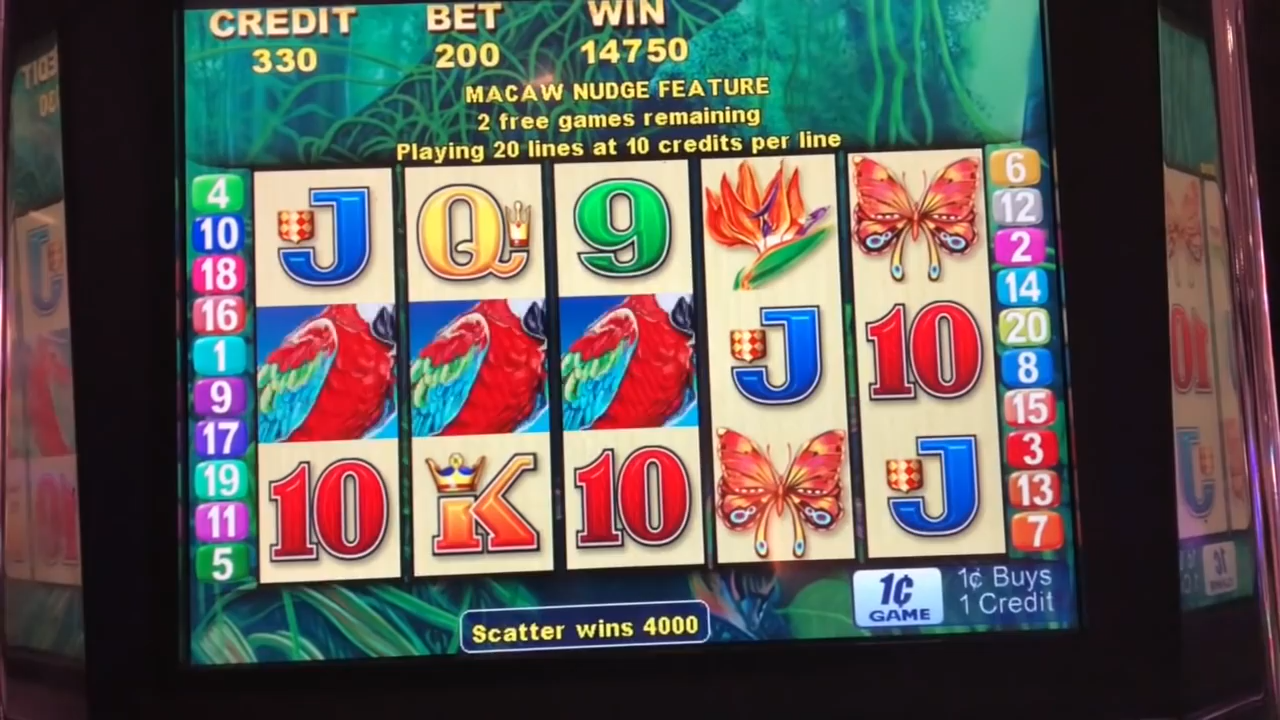 CREDIT BET WIN
330 200 14750
MACAW NUDGE FEATURE
2 free games remaining
Playing 20 lines at 10 credits per line
4 J Q 9 6
10 12
18 2
16 14
1 J 10 20
9 8
17 15
19 10 K 10 J 3
11 13
5 7
1¢ GAME
1¢ Buys
1 Credit
Scatter wins 4000